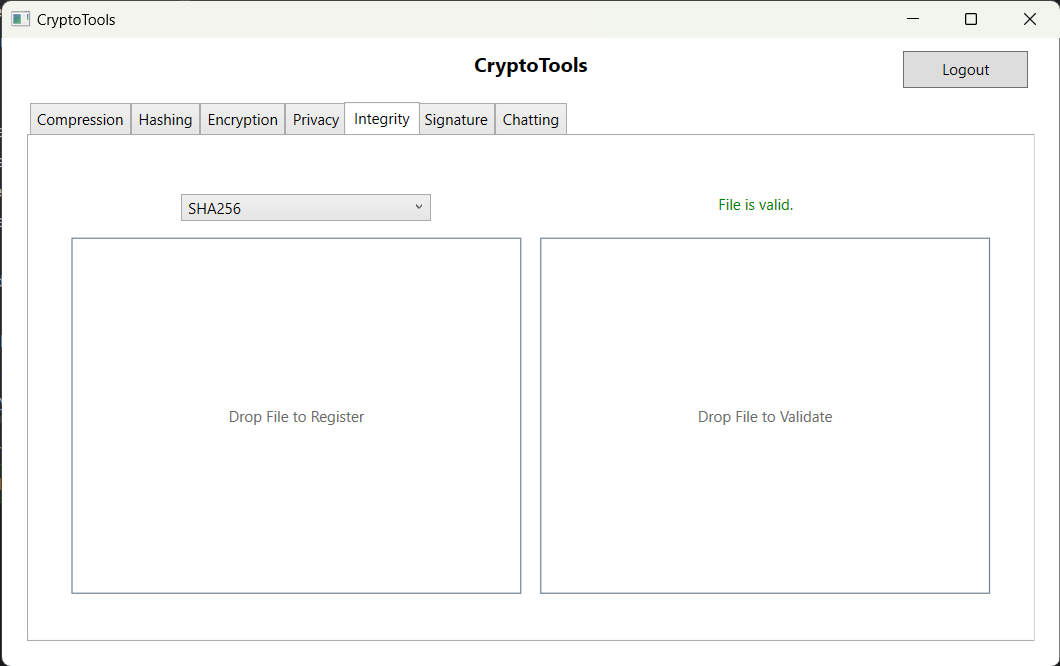 CryptoTools
CryptoTools
Logout
Compression Hashing Encryption Privacy Integrity Signature Chatting
SHA256
File is valid.
Drop File to Register
Drop File to Validate